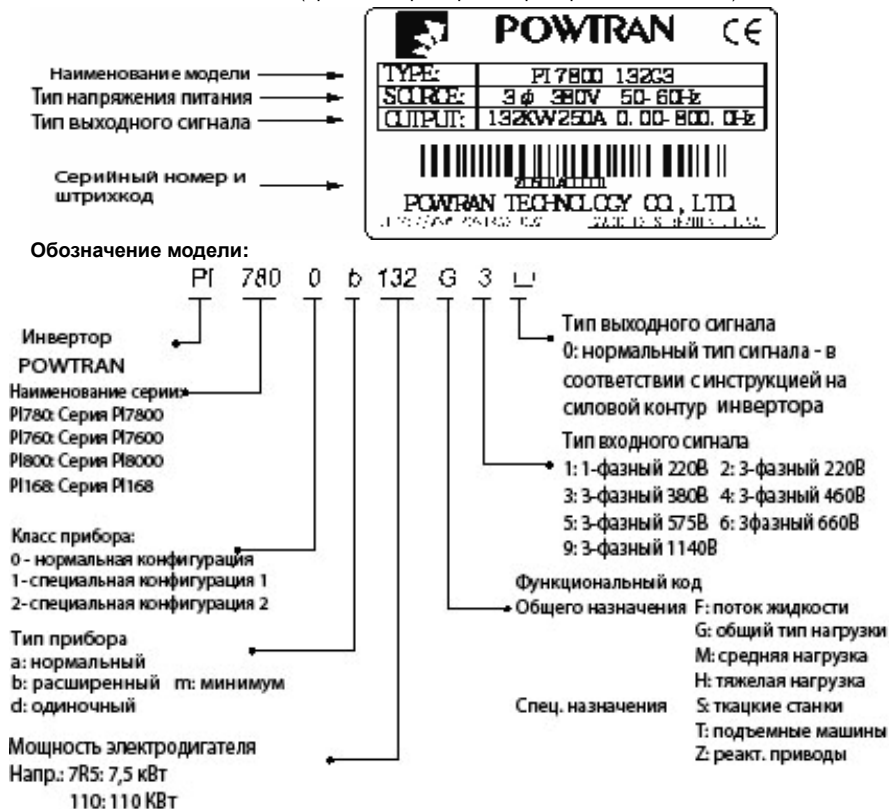 POWTRAN CE
Наименование модели
TYPE: PI7800 132G3
Тип напряжения питания
SOURCE: 3ф 380V 50-60Hz
Тип выходного сигнала
OUTPUT: 132KW250A 0.00-800.0Hz
Серийный номер и
штрихкод
POWTRAN TECHNOLOGY CO., LTD.
Обозначение модели:
PI 780 0 b 132 G 3
Инвертор
POWTRAN
Наименование серии:
PI780: Серия PI7800
PI760: Серия PI7600
PI800: Серия PI8000
PI168: Серия PI168
Класс прибора:
0 - нормальная конфигурация
1-специальная конфигурация 1
2-специальная конфигурация 2
Тип прибора
a: нормальный
b: расширенный m: минимум
d: одиночный
Мощность электродигателя
Напр.: 7R5: 7,5 кВт
110: 110 КВт
Тип выходного сигнала
0: нормальный тип сигнала - в
соответствии с инструкцией на
силовой контур инвертора
Тип входного сигнала
1: 1-фазный 220В 2: 3-фазный 220В
3: 3-фазный 380В 4: 3-фазный 460В
5: 3-фазный 575В 6: 3фазный 660В
9: 3-фазный 1140В
Функциональный код
Общего назначения F: поток жидкости
G: общий тип нагрузки
M: средняя нагрузка
H: тяжелая нагрузка
Спец. назначения S: ткацкие станки
T: подъемные машины
Z: реакт. приводы